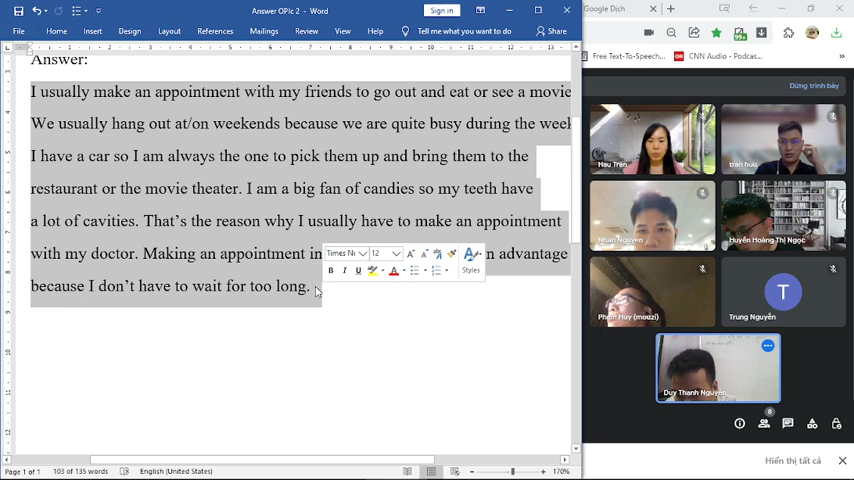 Answer OPic 2 - Word
Sign in
Google Dịch
File Home Insert Design Layout References Mailings Review View Help Tell me what you want to do Share
Free Text-To-Speech... CNN Audio - Podcas...
Answer:
I usually make an appointment with my friends to go out and eat or see a movie
We usually hang out at/on weekends because we are quite busy during the week
I have a car so I am always the one to pick them up and bring them to the
restaurant or the movie theater. I am a big fan of candies so my teeth have
a lot of cavities. That's the reason why I usually have to make an appointment
with my doctor. Making an appointment in n advantage
because I don't have to wait for too long.
Times N 12
Styles
Dừng trình bày
Hau Tran
tran huu
Nhan Nguyen
Huyền Hoàng Thị Ngọc
Phạm Huy (mouzi)
T
Trung Nguyễn
Duy Thanh Nguyễn
8
Hiển thị tất cả
Page 1 of 1 103 of 135 words English (United States) 170%